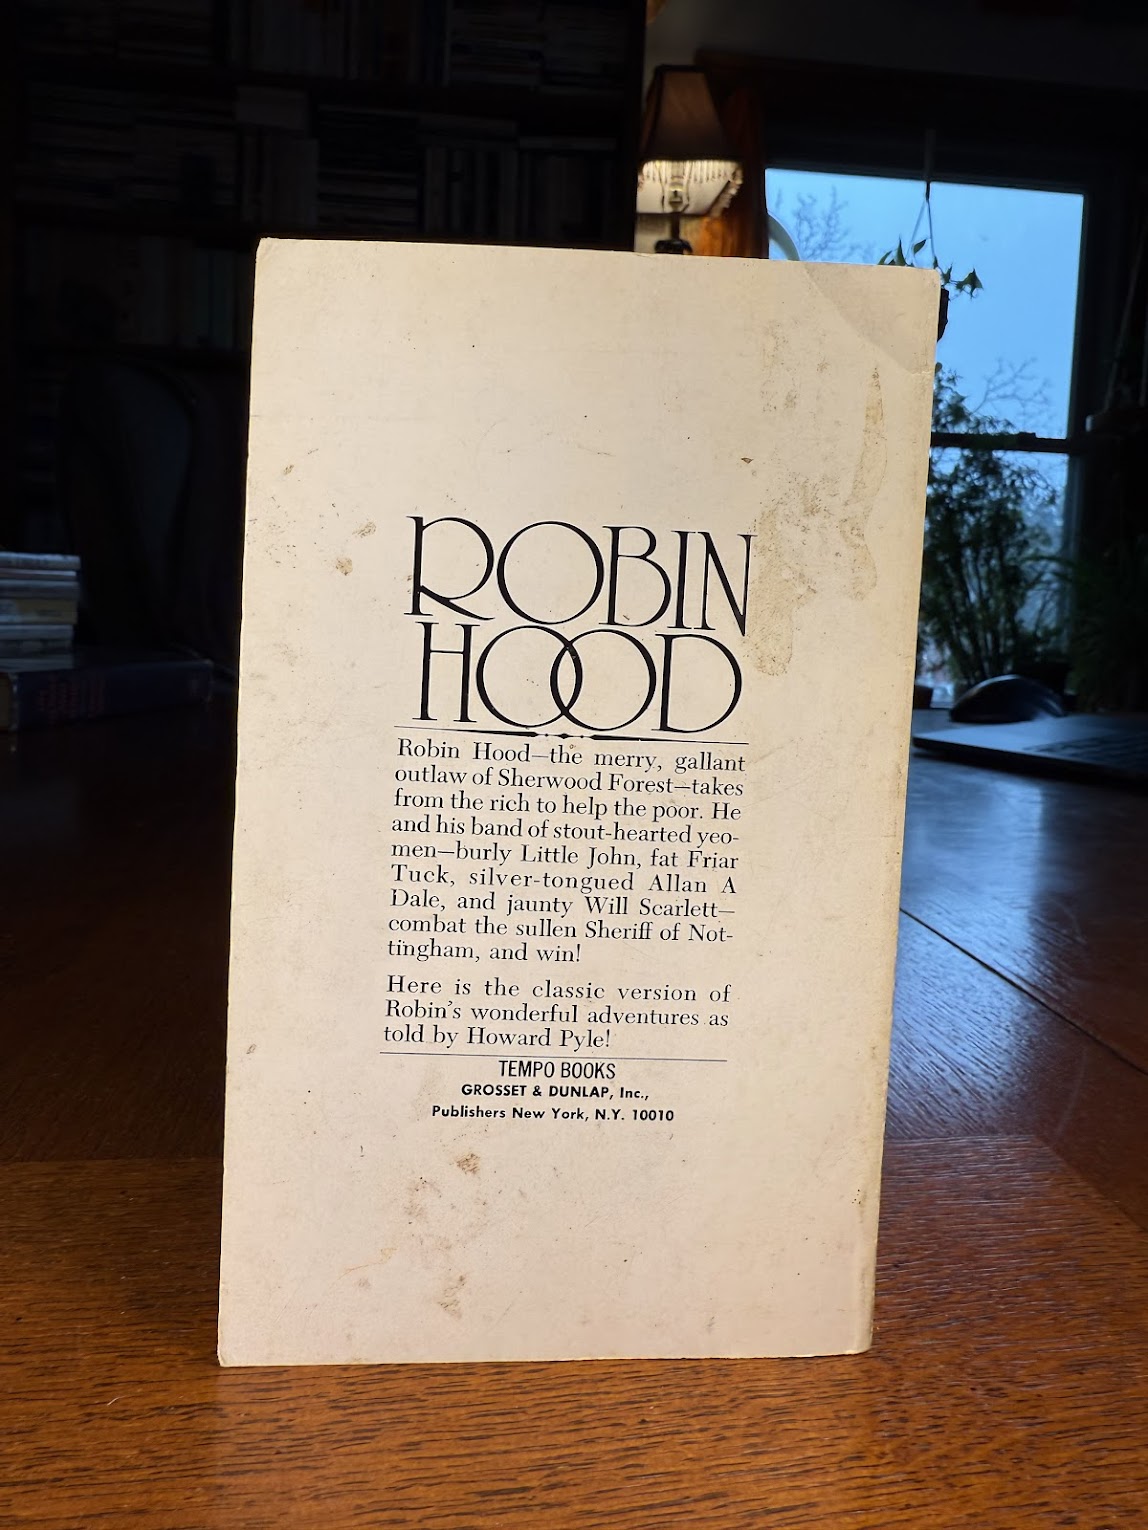 ROBIN
HOOD
Robin Hood—the merry, gallant
outlaw of Sherwood Forest—takes
from the rich to help the poor. He
and his band of stout-hearted yeo-
men—burly Little John, fat Friar
Tuck, silver-tongued Allan A
Dale, and jaunty Will Scarlett—
combat the sullen Sheriff of Not-
tingham, and win!
Here is the classic version of
Robin's wonderful adventures as
told by Howard Pyle!
TEMPO BOOKS
GROSSET & DUNLAP, Inc.,
Publishers New York, N.Y. 10010